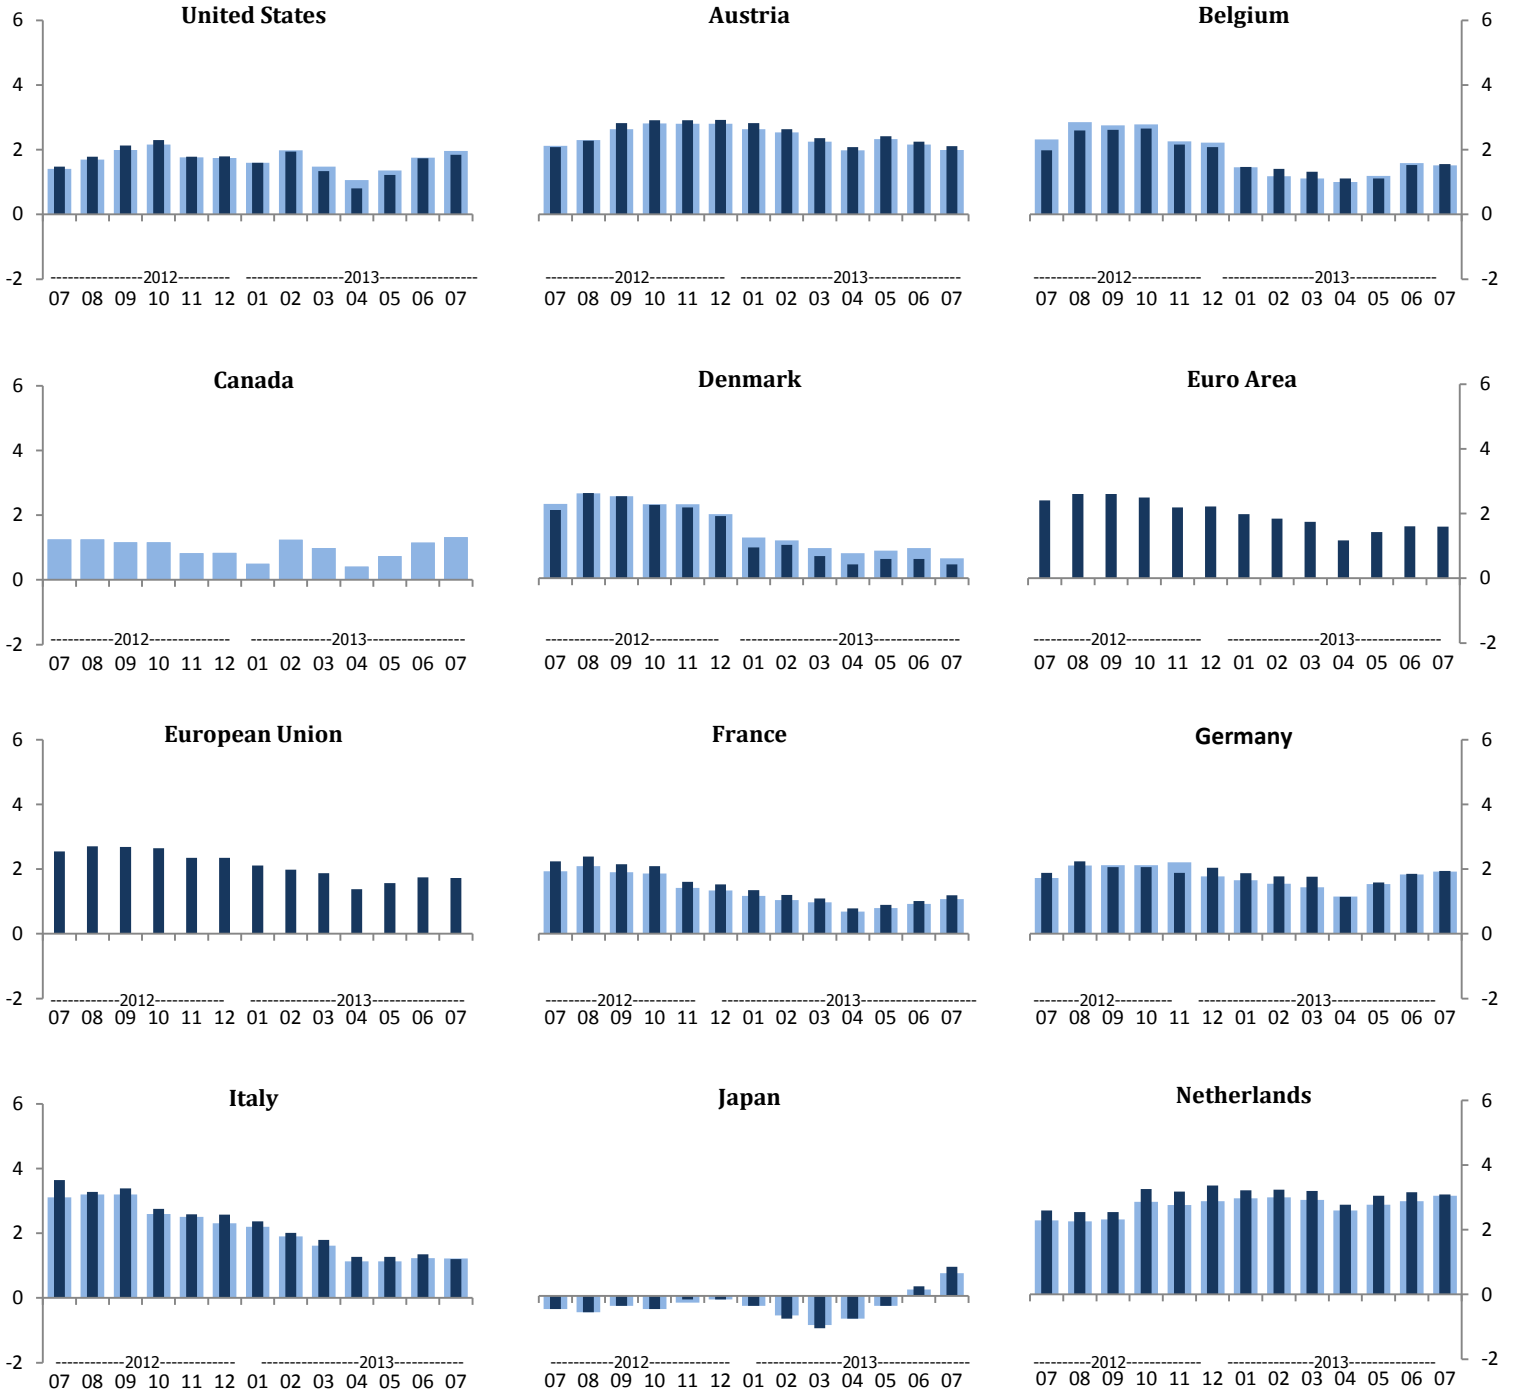 United States Austria Belgium
6 6
4 4
2 2
0 0
------------------2012---------- -------------------2013------------------- -------------2012-------------- ---------------2013------------------ ------------2012-------------- ------------------2013-----------------
-2 -2
07 08 09 10 11 12 01 02 03 04 05 06 07 07 08 09 10 11 12 01 02 03 04 05 06 07 07 08 09 10 11 12 01 02 03 04 05 06 07
Canada Denmark Euro Area
6 6
4 4
2 2
0 0
------------2012---------------- ----------------2013------------------- --------------2012-------------- ---------------2013------------------ -----------2012--------------- ------------------2013-----------------
-2 -2
07 08 09 10 11 12 01 02 03 04 05 06 07 07 08 09 10 11 12 01 02 03 04 05 06 07 07 08 09 10 11 12 01 02 03 04 05 06 07
European Union France Germany
6 6
4 4
2 2
0 0
-------------2012------------- -----------------2013------------------ ----------2012------------ --------------------2013-------------------- ---------2012----------- -------------------2013--------------------
-2 -2
07 08 09 10 11 12 01 02 03 04 05 06 07 07 08 09 10 11 12 01 02 03 04 05 06 07 07 08 09 10 11 12 01 02 03 04 05 06 07
Italy Japan Netherlands
6 6
4 4
2 2
0 0
-------------2012-------------- -------------------2013-------------- -------------2012-------------- -----------------2013------------------ -----------2012--------------- -----------------2013------------------
-2 -2
07 08 09 10 11 12 01 02 03 04 05 06 07 07 08 09 10 11 12 01 02 03 04 05 06 07 07 08 09 10 11 12 01 02 03 04 05 06 07